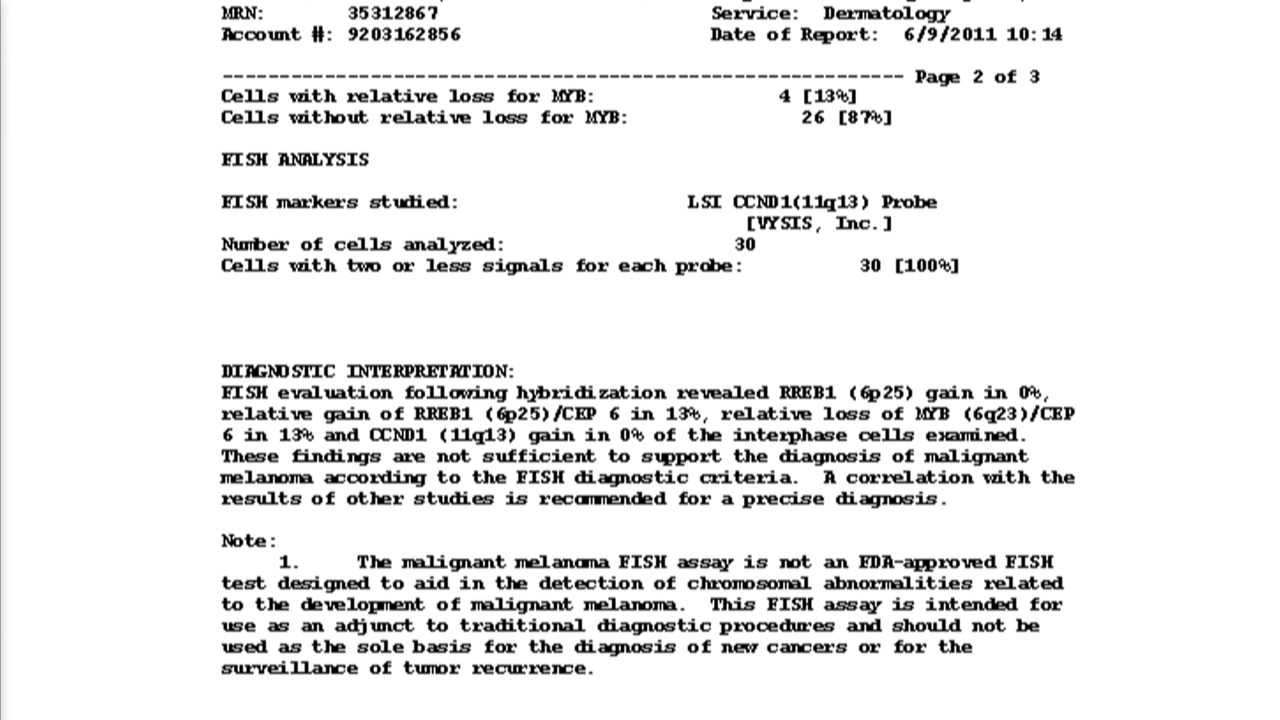 MRN: 35312867 Service: Dermatology
Account #: 9203162856 Date of Report: 6/9/2011 10:14
------------------------------------------------------------ Page 2 of 3
Cells with relative loss for MYB: 4 [13%]
Cells without relative loss for MYB: 26 [87%]
FISH ANALYSIS
FISH markers studied: LSI CCND1(11q13) Probe
[VYSIS, Inc.]
Number of cells analyzed: 30
Cells with two or less signals for each probe: 30 [100%]
DIAGNOSTIC INTERPRETATION:
FISH evaluation following hybridization revealed RREB1 (6p25) gain in 0%,
relative gain of RREB1 (6p25)/CEP 6 in 13%, relative loss of MYB (6q23)/CEP
6 in 13% and CCND1 (11q13) gain in 0% of the interphase cells examined.
These findings are not sufficient to support the diagnosis of malignant
melanoma according to the FISH diagnostic criteria. A correlation with the
results of other studies is recommended for a precise diagnosis.
Note:
1. The malignant melanoma FISH assay is not an FDA-approved FISH
test designed to aid in the detection of chromosomal abnormalities related
to the development of malignant melanoma. This FISH assay is intended for
use as an adjunct to traditional diagnostic procedures and should not be
used as the sole basis for the diagnosis of new cancers or for the
surveillance of tumor recurrence.